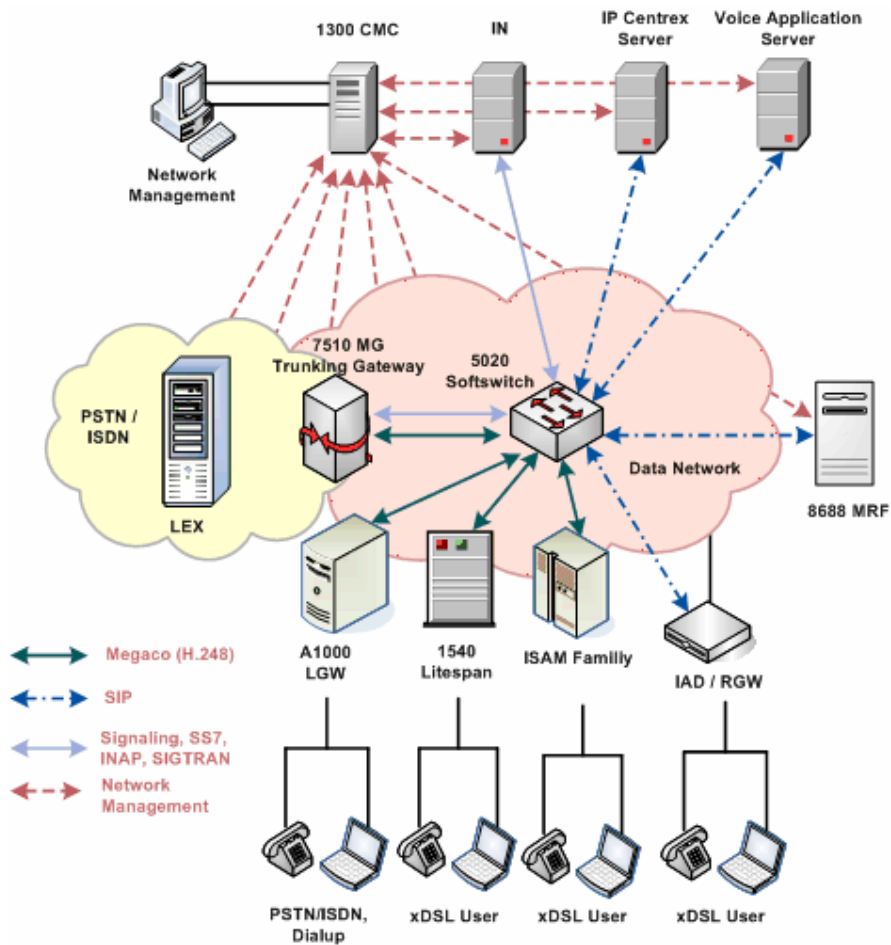 1300 CMC
IN
IP Centrex
Server
Voice Application
Server
Network
Management
7510 MG
Trunking Gateway
5020
Softswitch
PSTN /
ISDN
LEX
Data Network
8688 MRF
A1000
LGW
1540
Litespan
ISAM Familly
IAD / RGW
Megaco (H.248)
SIP
Signaling, SS7,
INAP, SIGTRAN
Network
Management
PSTN/ISDN,
Dialup
xDSL User
xDSL User
xDSL User